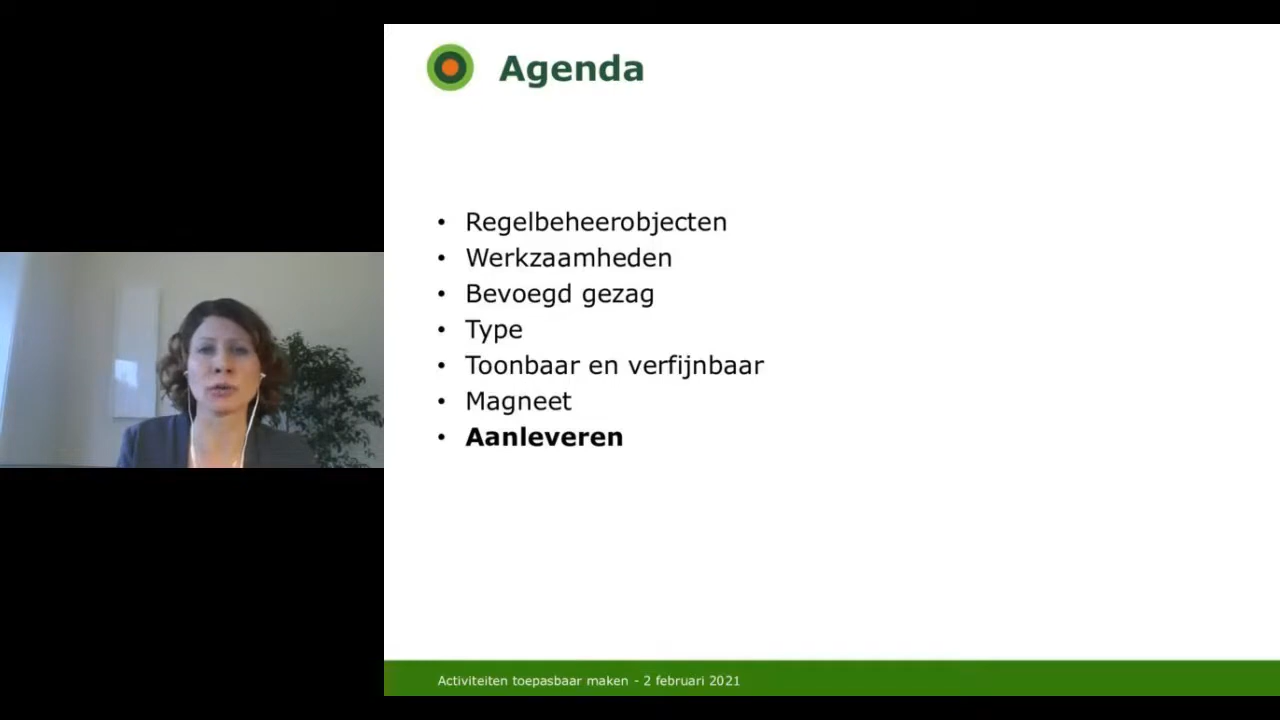 Agenda
• Regelbeheerobjecten
• Werkzaamheden
• Bevoegd gezag
• Type
• Toonbaar en verfijnbaar
• Magneet
• Aanleveren
Activiteiten toepasbaar maken - 2 februari 2021